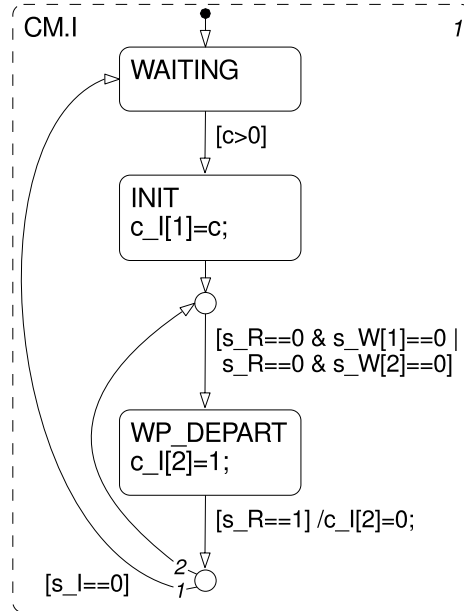 CM.I
1
WAITING
[c>0]
INIT
c_I[1]=c;
[s_R==0 & s_W[1]==0 |
s_R==0 & s_W[2]==0]
WP_DEPART
c_I[2]=1;
[s_R==1] /c_I[2]=0;
2
[s_I==0]
1